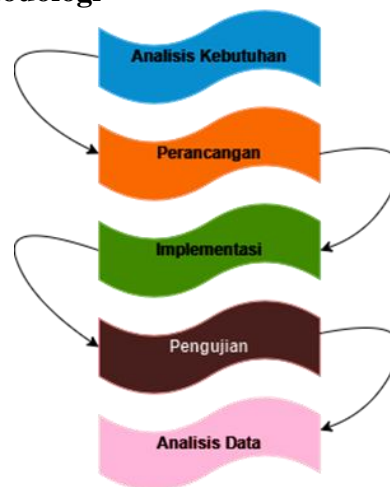 Analisis Kebutuhan
Perancangan
Implementasi
Pengujian
Analisis Data